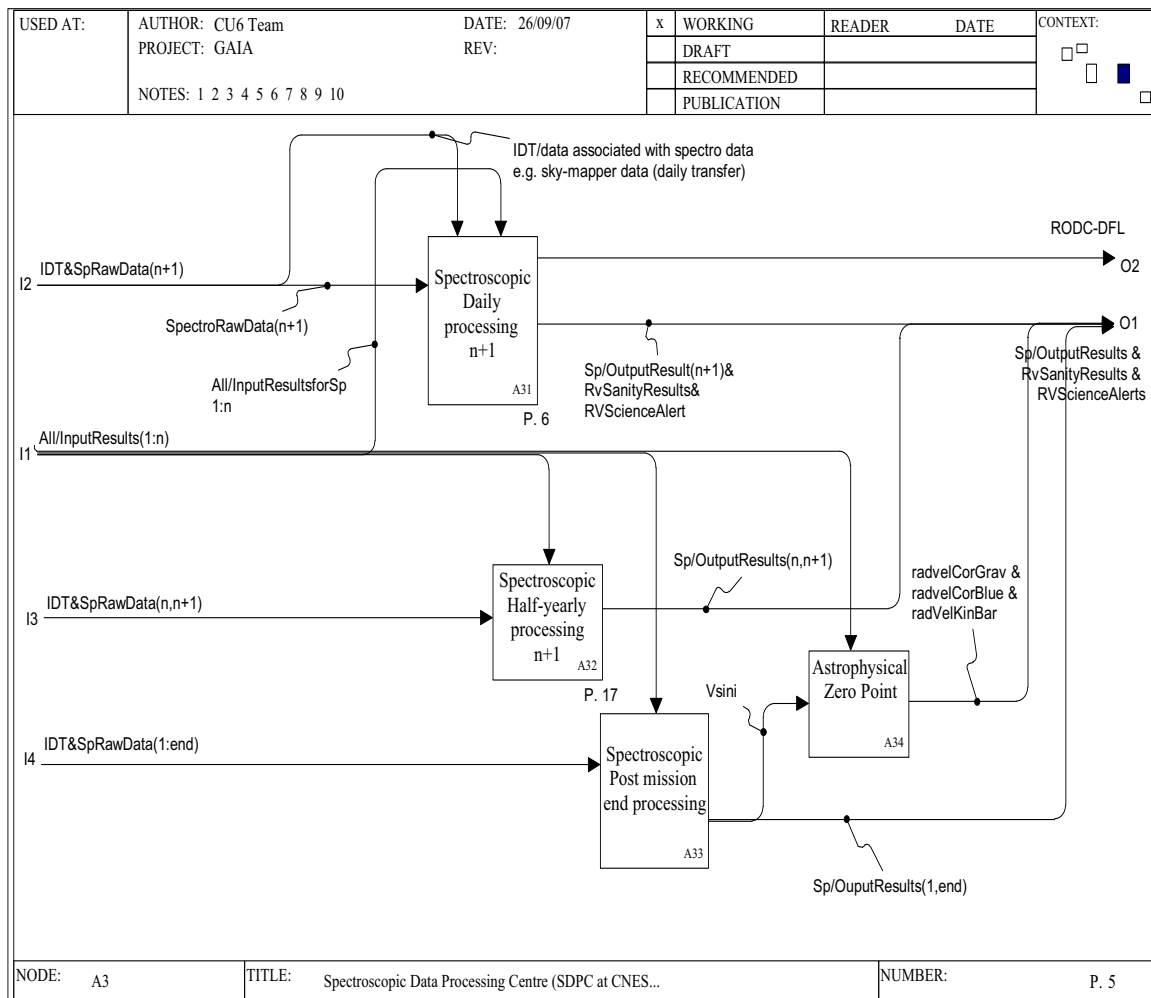 USED AT:
AUTHOR: CU6 Team
DATE: 26/09/07
PROJECT: GAIA
REV:
NOTES: 1 2 3 4 5 6 7 8 9 10
x WORKING
DRAFT
RECOMMENDED
PUBLICATION
READER DATE
CONTEXT:
IDT/data associated with spectro data
e.g. sky-mapper data (daily transfer)
RODC-DFL
I2
IDT&SpRawData(n+1)
O2
SpectroRawData(n+1)
Spectroscopic
Daily
processing
n+1
A31
P. 6
O1
Sp/OutputResults &
RvSanityResults &
RVScienceAlerts
Sp/OutputResult(n+1)&
RvSanityResults&
RVScienceAlert
All/InputResultsforSp
1:n
All/InputResults(1:n)
I1
Sp/OutputResults(n,n+1)
radvelCorGrav &
radvelCorBlue &
radVelKinBar
IDT&SpRawData(n,n+1)
I3
Spectroscopic
Half-yearly
processing
n+1
A32
P. 17
Vsini
Astrophysical
Zero Point
A34
IDT&SpRawData(1:end)
I4
Spectroscopic
Post mission
end processing
A33
Sp/OuputResults(1,end)
NODE: A3
TITLE: Spectroscopic Data Processing Centre (SDPC at CNES...
NUMBER: P. 5